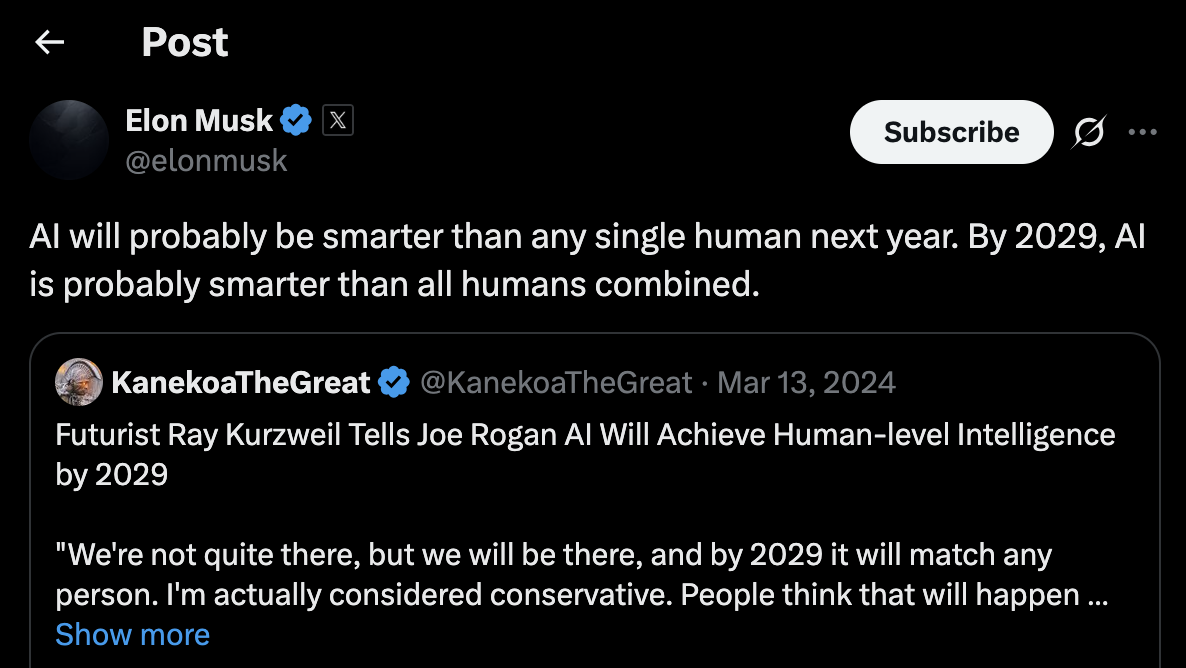 Post
Elon Musk
@elonmusk
Subscribe
AI will probably be smarter than any single human next year. By 2029, AI
is probably smarter than all humans combined.
KanekoaTheGreat @KanekoaTheGreat · Mar 13, 2024
Futurist Ray Kurzweil Tells Joe Rogan AI Will Achieve Human-level Intelligence
by 2029
"We're not quite there, but we will be there, and by 2029 it will match any
person. I'm actually considered conservative. People think that will happen ...
Show more